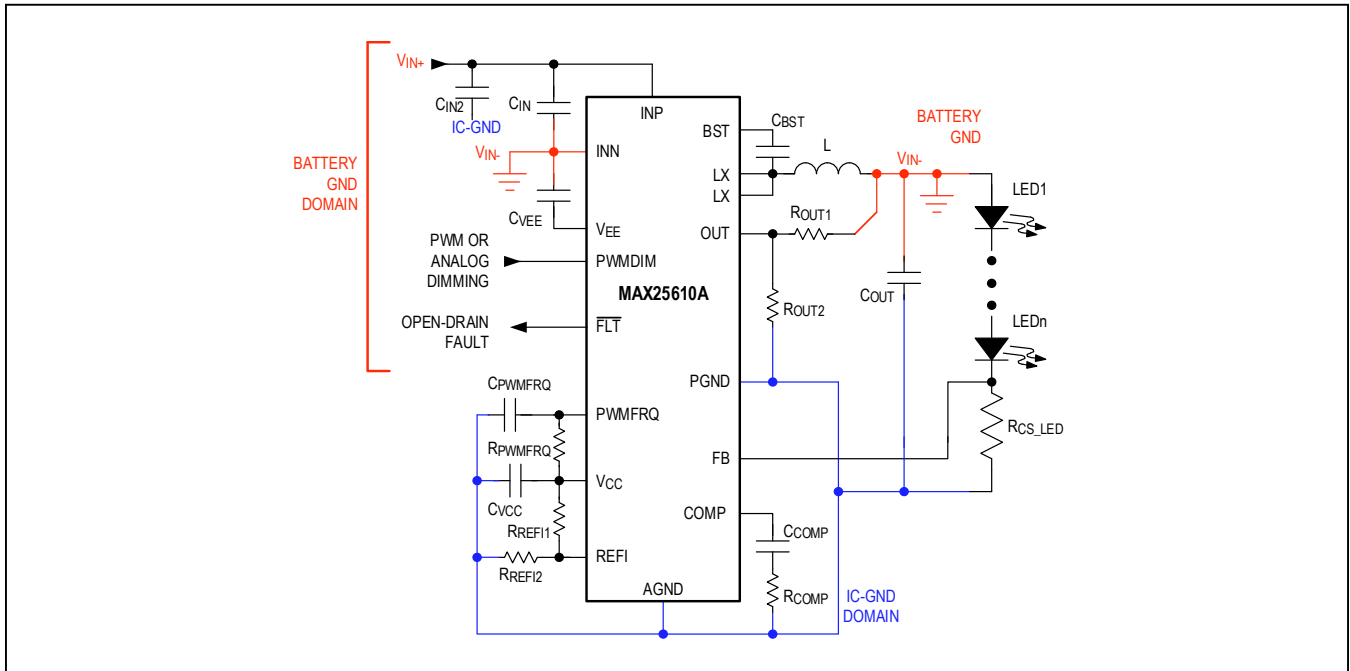 VIN+
CIN2
IC-GND
CIN
INP
BATTERY
GND
DOMAIN
VIN-
INN
CVEE
VEE
PWM OR
ANALOG
DIMMING
PWMDIM
MAX25610A
OPEN-DRAIN
FAULT
FLT
CPWMFRQ
PWMFRQ
RPWMFRQ
VCC
CVCC
RREFI1
REFI
RREFI2
AGND
BST
CBST
LX
LX
L
BATTERY
GND
VIN-
LED1
OUT
ROUT1
ROUT2
COUT
LEDn
PGND
RCS_LED
FB
COMP
CCOMP
RCOMP
IC-GND
DOMAIN